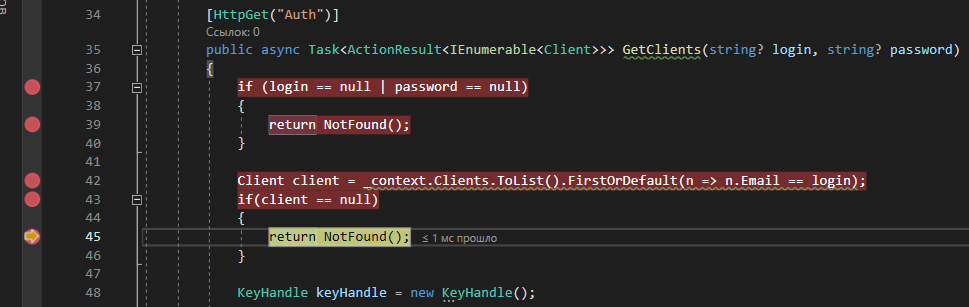 ов
34 [HttpGet("Auth")]
Ссылок: 0
35 public async Task<ActionResult<IEnumerable<Client>>> GetClients(string? login, string? password)
36 {
37 if (login == null | password == null)
38 {
39 return NotFound();
40 }
41
42 Client client = _context.Clients.ToList().FirstOrDefault(n => n.Email == login);
43 if(client == null)
44 {
45 return NotFound(); ≤ 1 мс прошло
46 }
47
48 KeyHandle keyHandle = new KeyHandle();